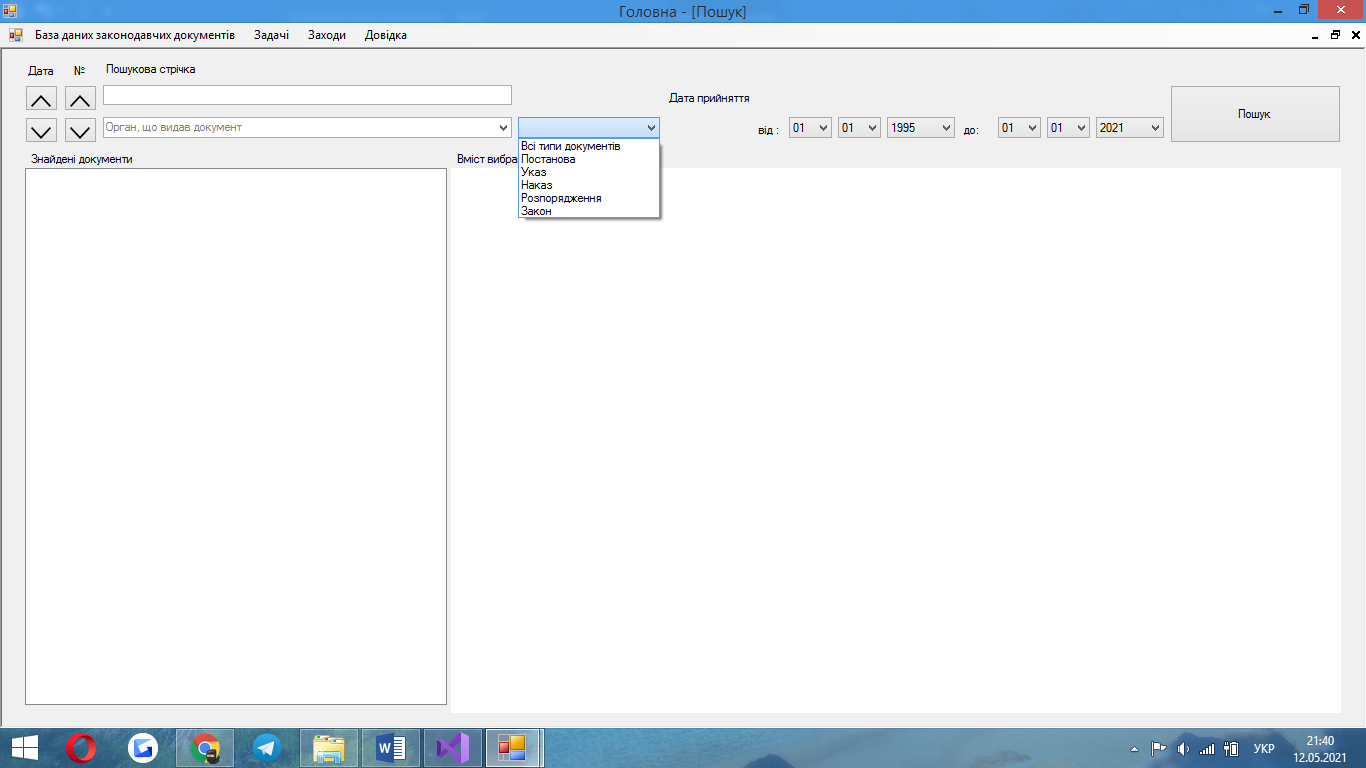 Головна - [Пошук]
База даних законодавчих документів Задачі Заходи Довідка
Дата № Пошукова стрічка
Дата прийняття
Пошук
Орган, що видав документ
від : 01 01 1995 до: 01 01 2021
Знайдені документи
Вміст вибра
Всі типи документів
Постанова
Указ
Наказ
Розпорядження
Закон
УКР
21:40
12.05.2021